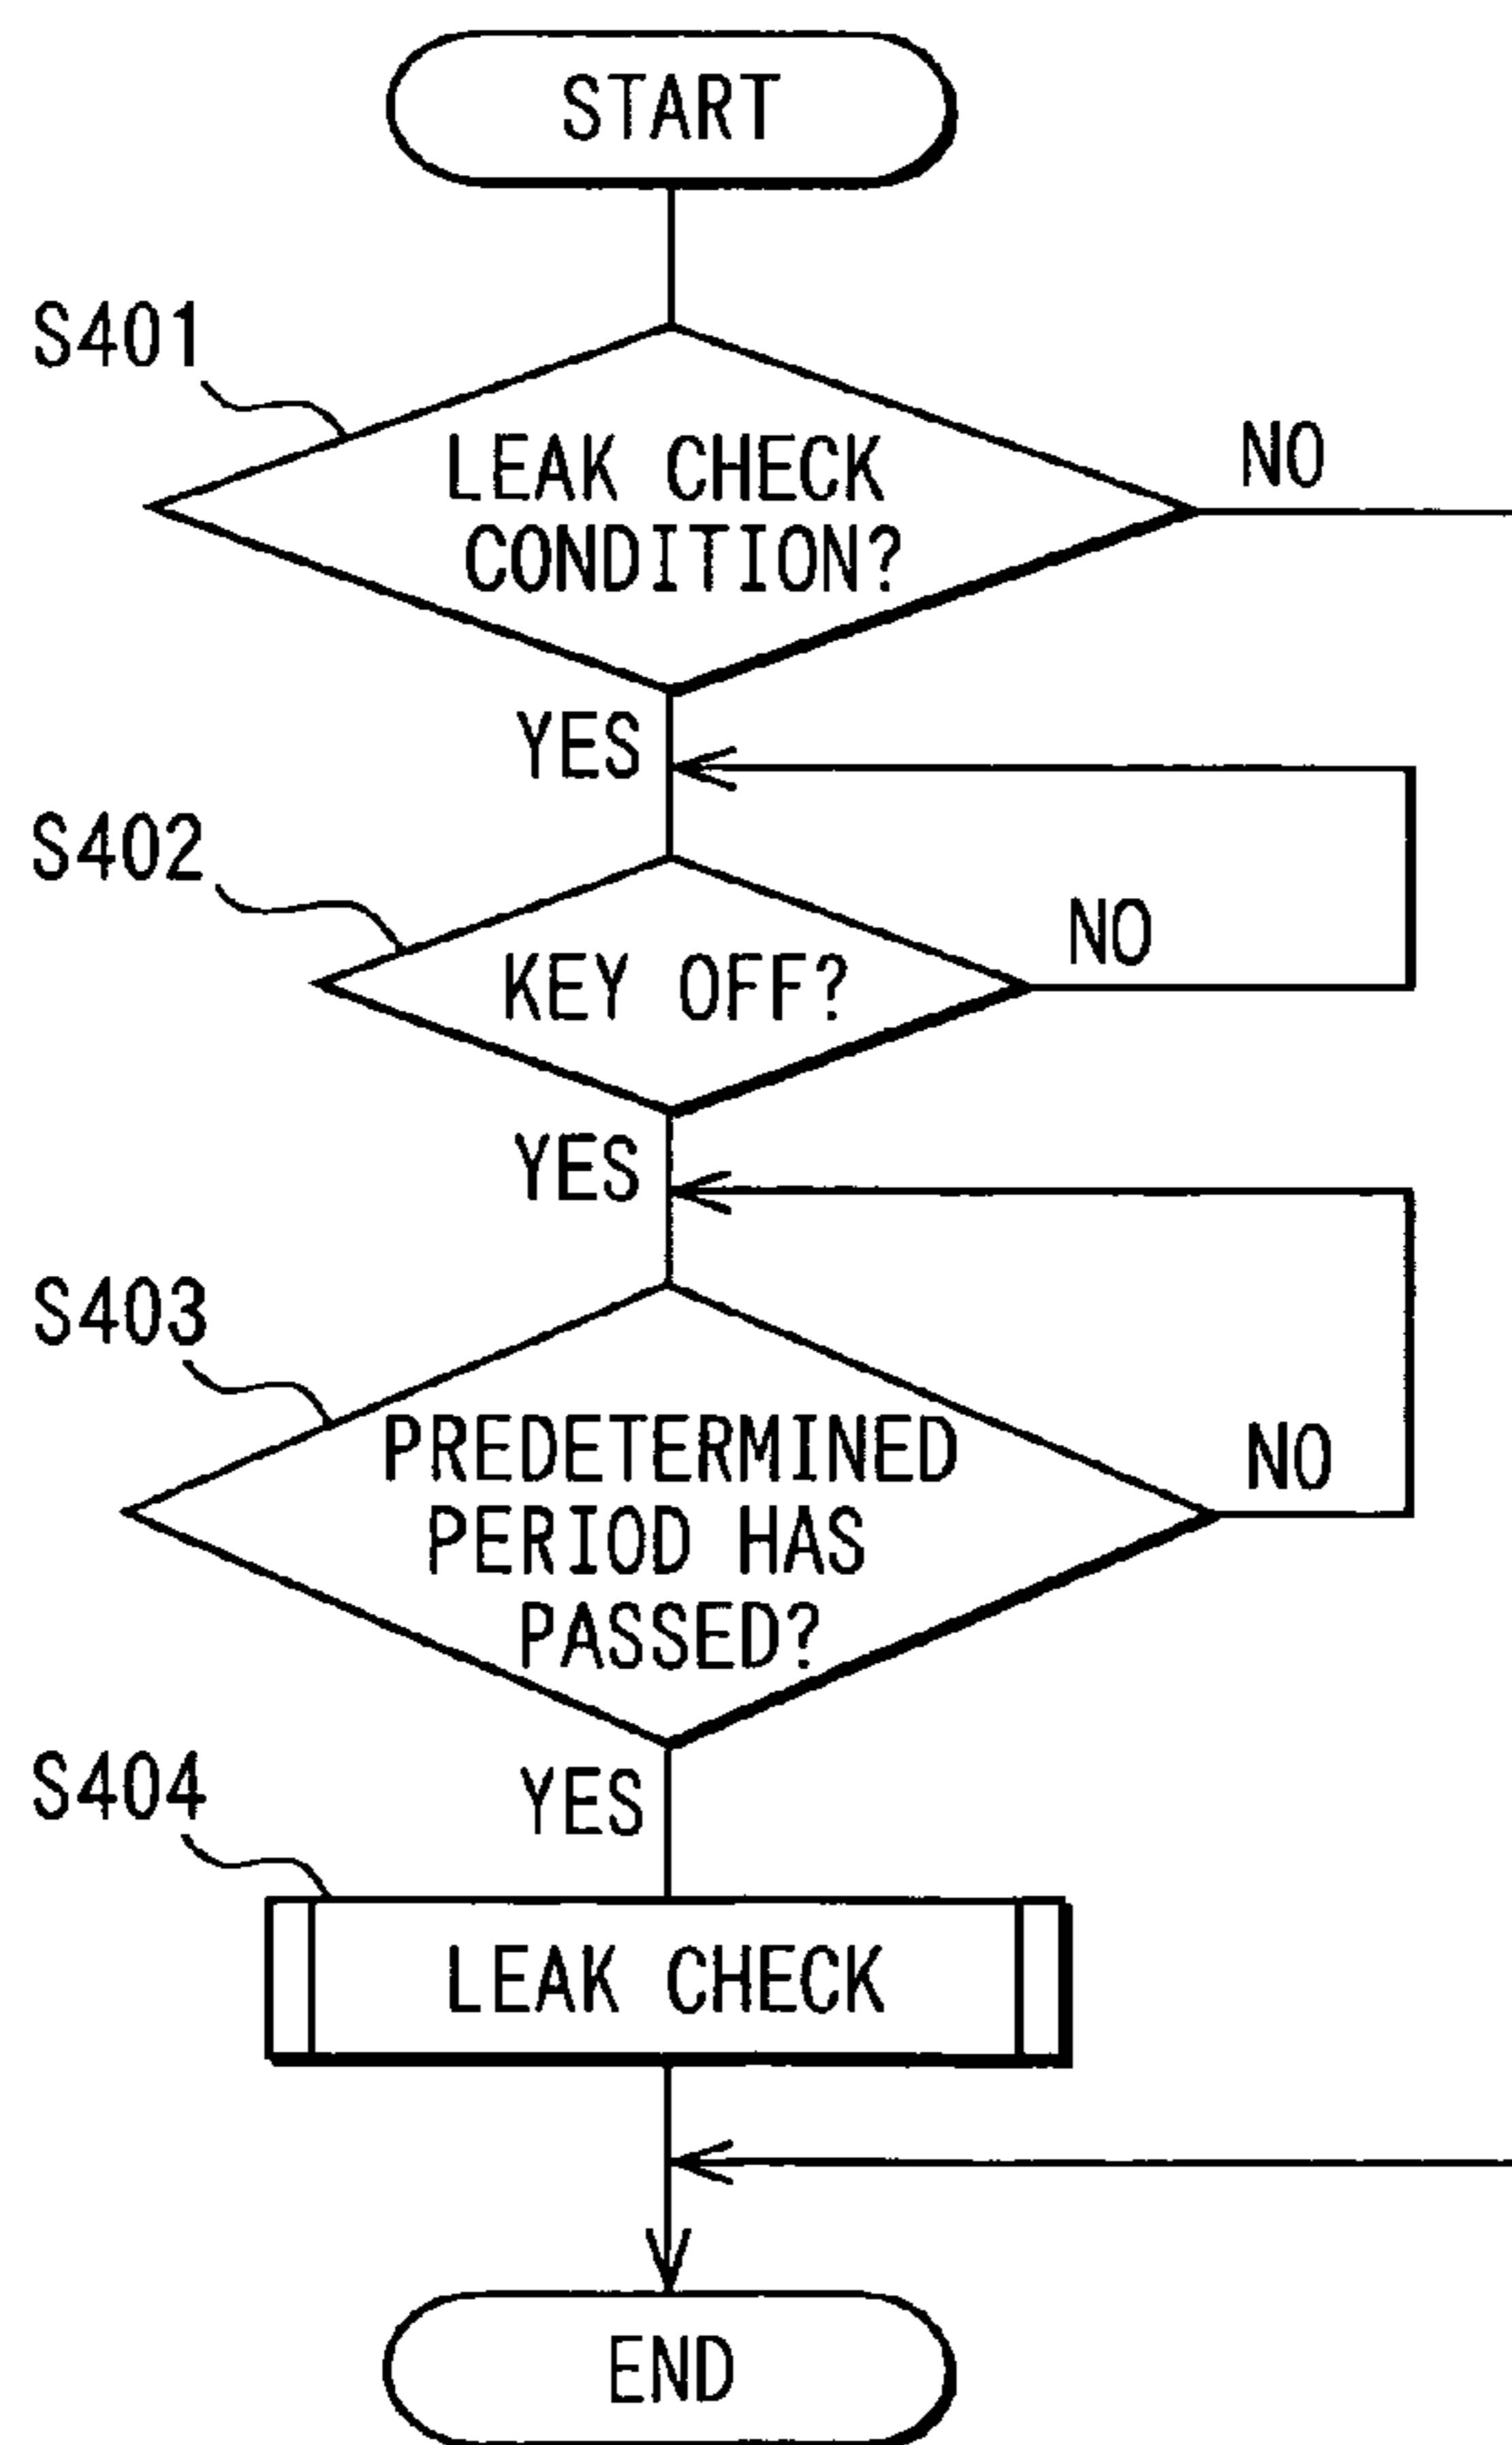 START
S401
LEAK CHECK
CONDITION?
NO
YES
S402
KEY OFF?
NO
YES
S403
PREDETERMINED
PERIOD HAS
PASSED?
NO
YES
S404
LEAK CHECK
END